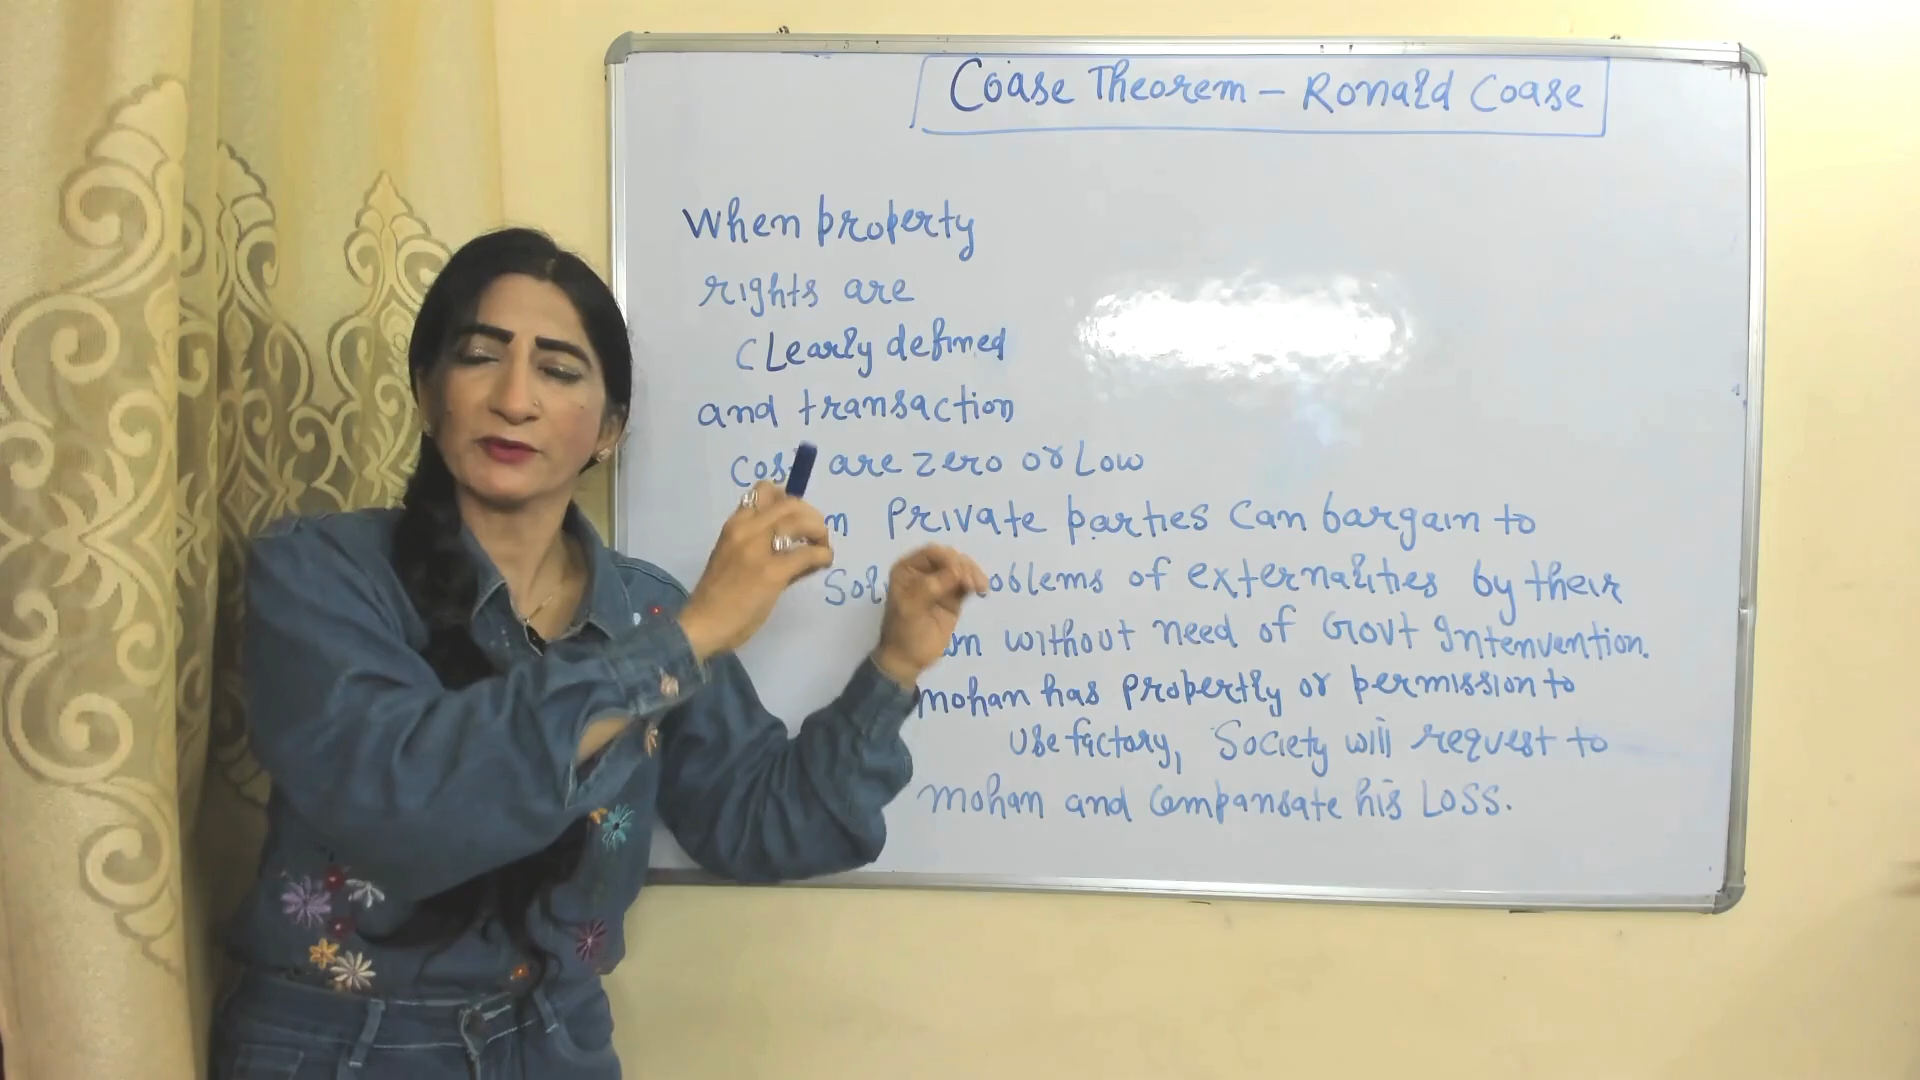 Coase Theorem - Ronald Coase
When property
rights are
Clearly defined
and transaction
are zero or Low
Private parties can bargain to
of externalities by their
without need of Govt Intenvention.
mohan has propertly or permission to
use factory, Society will request to
mohan and compansate his Loss.